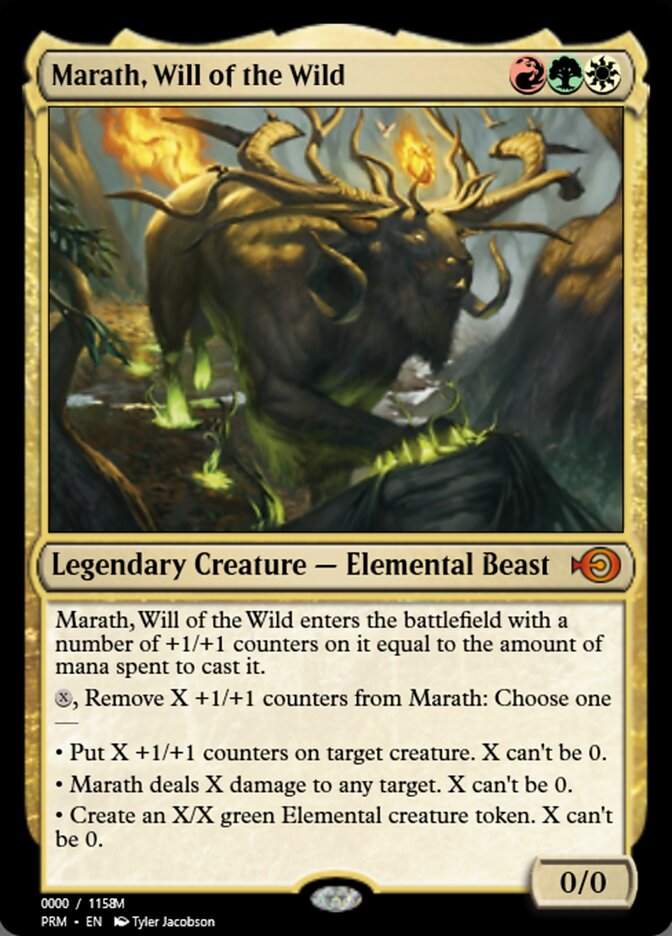 Marath, Will of the Wild
Legendary Creature — Elemental Beast
Marath, Will of the Wild enters the battlefield with a
number of +1/+1 counters on it equal to the amount of
mana spent to cast it.
X, Remove X +1/+1 counters from Marath: Choose one
—
• Put X +1/+1 counters on target creature. X can't be 0.
• Marath deals X damage to any target. X can't be 0.
• Create an X/X green Elemental creature token. X can't
be 0.
0/0
0000 / 1158M
PRM • EN Tyler Jacobson